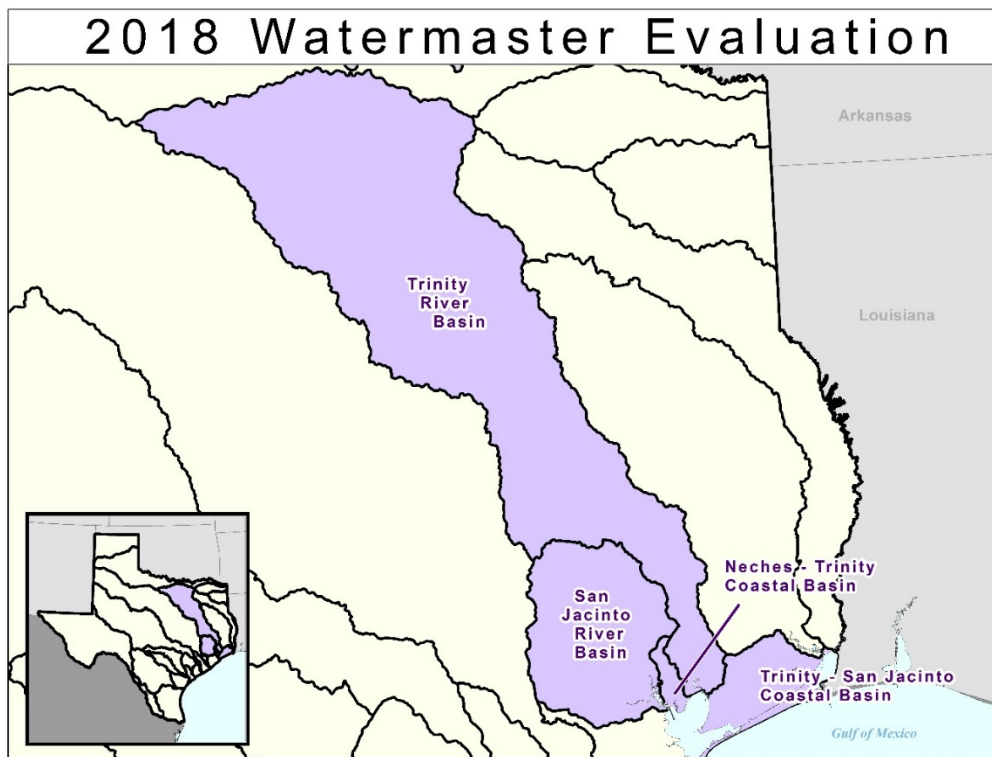 2018 Watermaster Evaluation
Arkansas
Louisiana
Trinity
River
Basin
Neches - Trinity
Coastal Basin
San
Jacinto
River
Basin
Trinity - San Jacinto
Coastal Basin
Gulf of Mexico